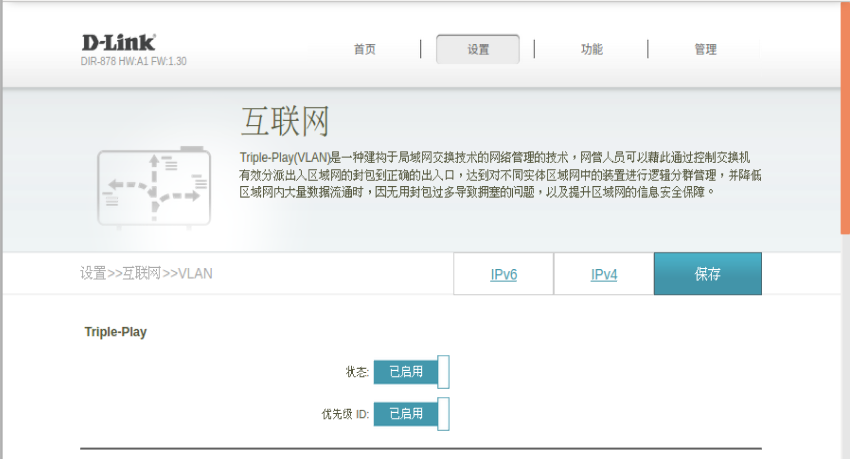 D-Link
DIR-878 HW:A1 FW:1.30
首页 设置 功能 管理
互联网
Triple-Play(VLAN)是一种建构于局域网交换技术的网络管理的技术，网管人员可以藉此通过控制交换机
有效分派出入区域网的封包到正确的出入口，达到对不同实体区域网中的装置进行逻辑分群管理，并降低
区域网内大量数据流通时，因无用封包过多导致拥塞的问题，以及提升区域网的信息安全保障。
设置>>互联网>>VLAN IPv6 IPv4 保存
Triple-Play
状态: 已启用
优先级 ID: 已启用